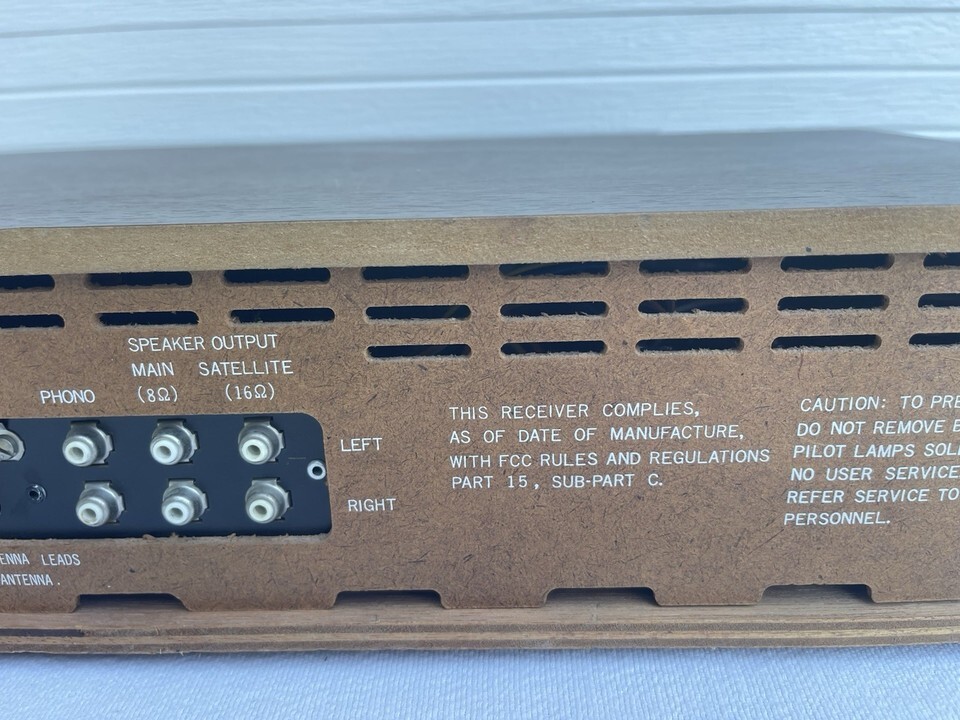 SPEAKER OUTPUT
MAIN SATELLITE
PHONO (8Ω) (16Ω)
LEFT
RIGHT
LEADS
ANTENNA.
THIS RECEIVER COMPLIES,
AS OF DATE OF MANUFACTURE,
WITH FCC RULES AND REGULATIONS
PART 15, SUB-PART C.
CAUTION: TO
DO NOT REMOVE
PILOT LAMPS
NO USER
REFER SERVICE TO
PERSONNEL.